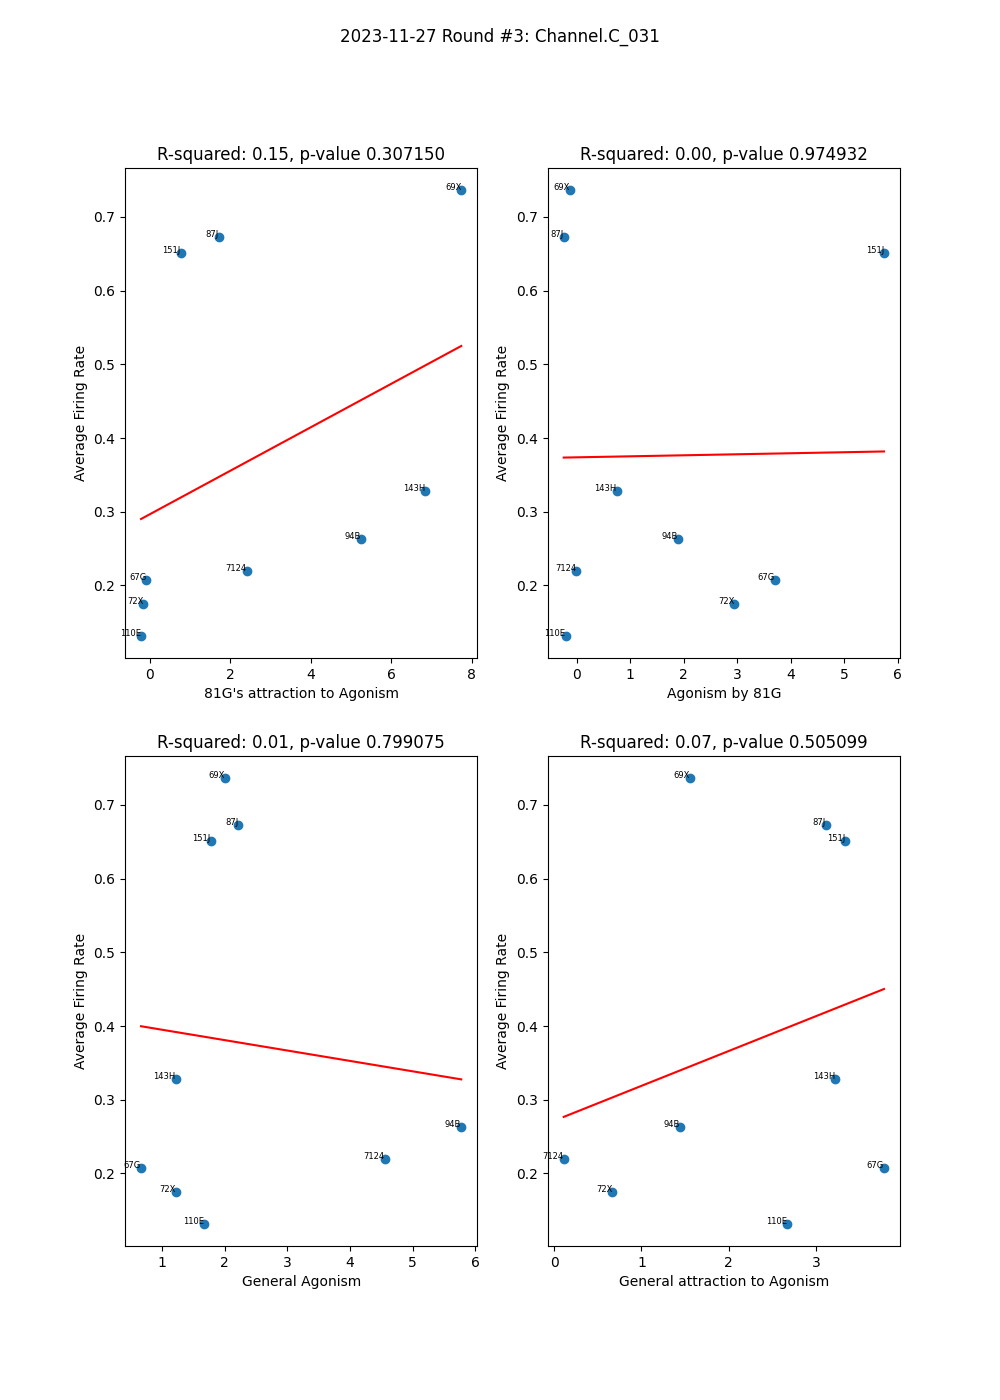 2023-11-27 Round #3: Channel.C_031
R-squared: 0.15, p-value 0.307150
Average Firing Rate
0.7
0.6
0.5
0.4
0.3
0.2
69X
87J
151J
143H
94B
7124
67G
72X
110E
0 2 4 6 8
81G's attraction to Agonism
R-squared: 0.00, p-value 0.974932
Average Firing Rate
0.7
0.6
0.5
0.4
0.3
0.2
69X
87J
151J
143H
94B
7124
67G
72X
110E
0 1 2 3 4 5 6
Agonism by 81G
R-squared: 0.01, p-value 0.799075
Average Firing Rate
0.7
0.6
0.5
0.4
0.3
0.2
69X
87J
151J
143H
94B
7124
67G
72X
110E
1 2 3 4 5 6
General Agonism
R-squared: 0.07, p-value 0.505099
Average Firing Rate
0.7
0.6
0.5
0.4
0.3
0.2
69X
87J
151J
143H
94B
7124
67G
72X
110E
0 1 2 3
General attraction to Agonism